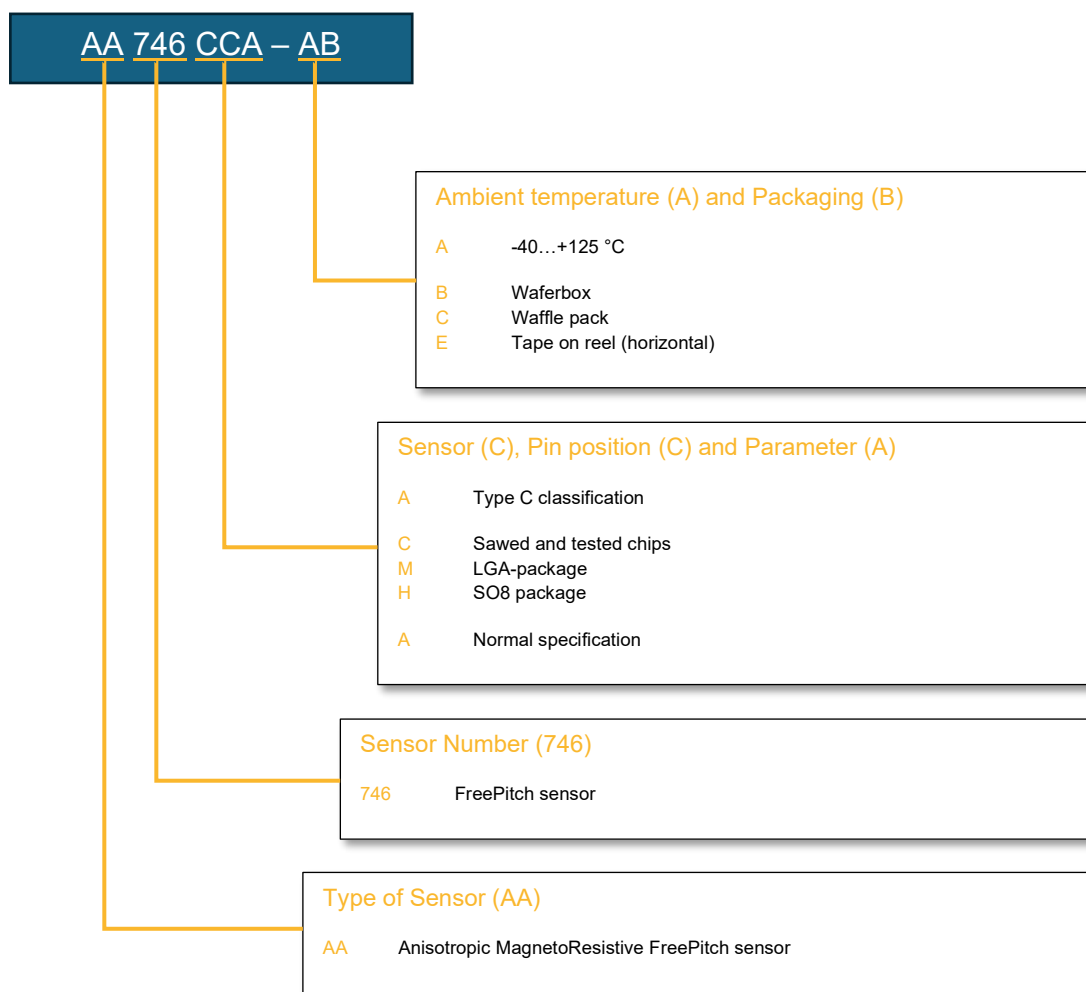 AA 746 CCA – AB
Ambient temperature (A) and Packaging (B)
A -40…+125 °C
B Waferbox
C Waffle pack
E Tape on reel (horizontal)
Sensor (C), Pin position (C) and Parameter (A)
A Type C classification
C Sawed and tested chips
M LGA-package
H SO8 package
A Normal specification
Sensor Number (746)
746 FreePitch sensor
Type of Sensor (AA)
AA Anisotropic MagnetoResistive FreePitch sensor